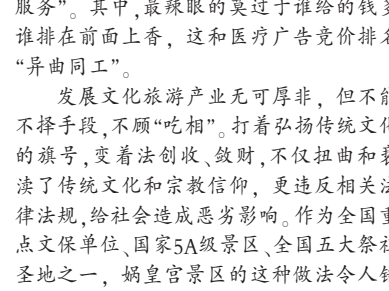 服务”。其中,最辣眼的莫过于谁给的钱多
谁排在前面上香，这和医疗广告竞价排名
“异曲同工”。
发展文化旅游产业无可厚非，但不能
不择手段,不顾“吃相”。打着弘扬传统文化
的旗号,变着法创收、敛财,不仅扭曲和亵
渎了传统文化和宗教信仰，更违反相关法
律法规,给社会造成恶劣影响。作为全国重
点文保单位、国家5A级景区、全国五大祭祖
圣地之一，娲皇宫景区的这种做法令人错